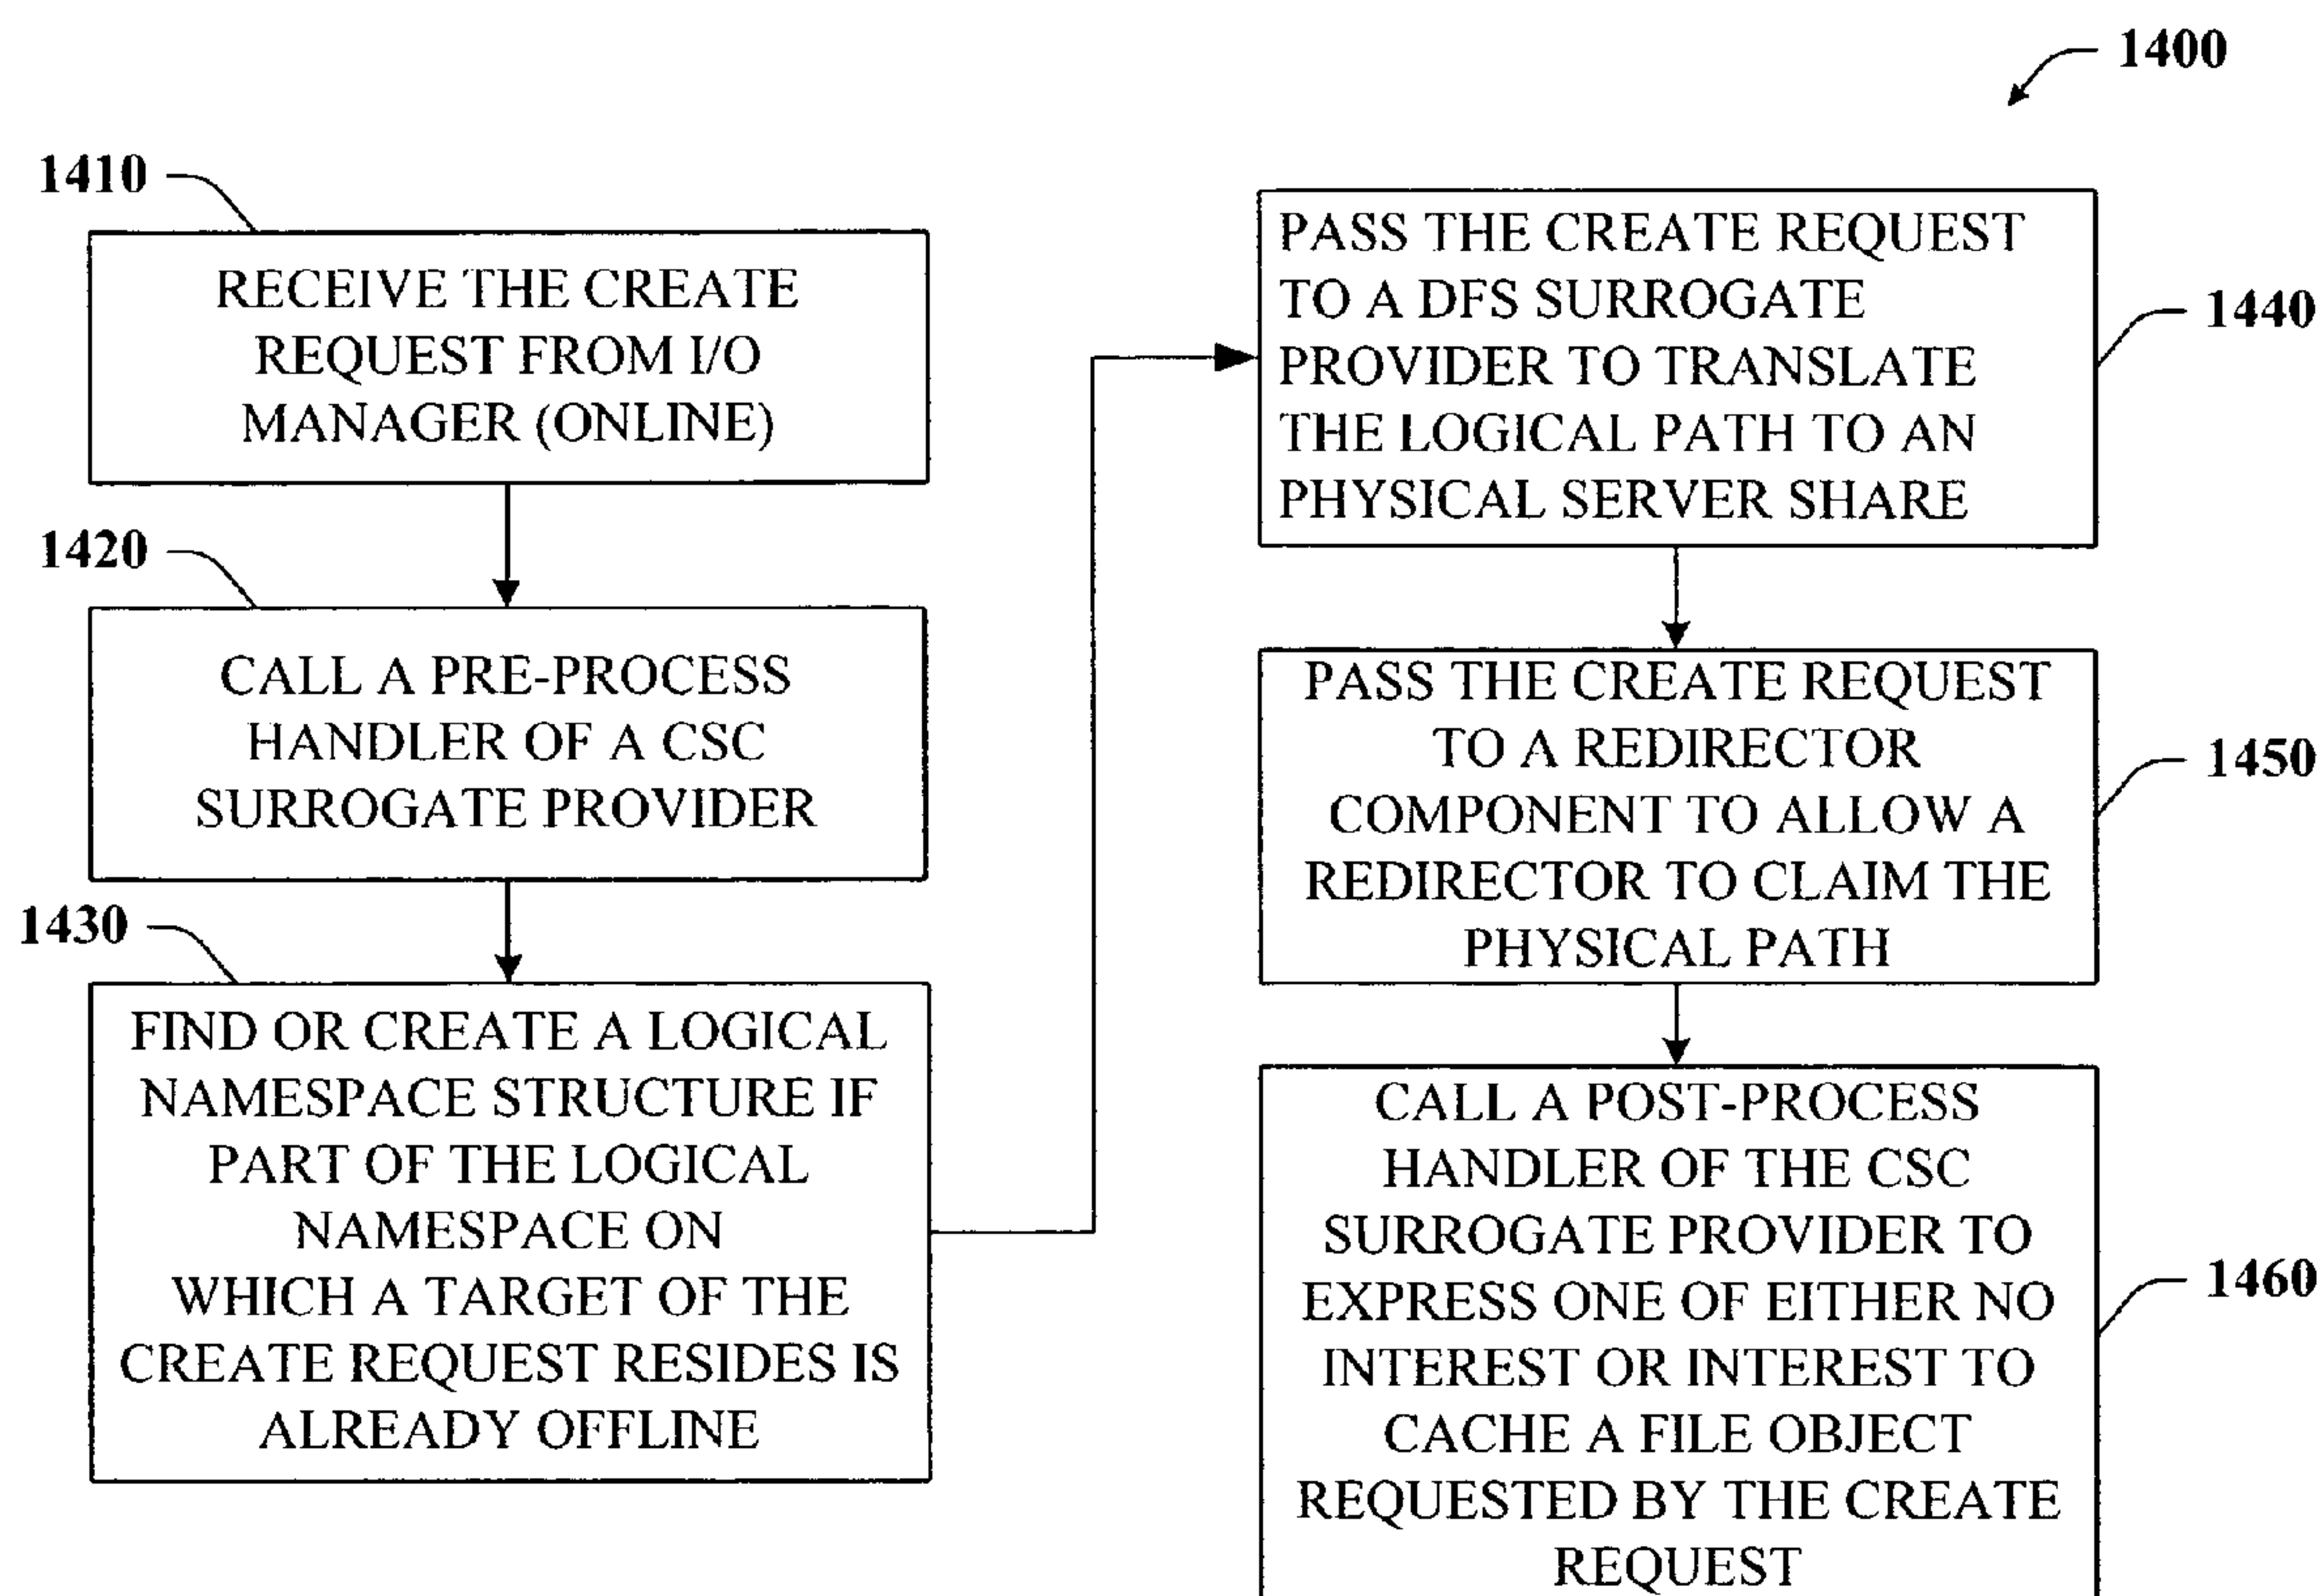 1400
1410
RECEIVE THE CREATE
REQUEST FROM I/O
MANAGER (ONLINE)
1420
CALL A PRE-PROCESS
HANDLER OF A CSC
SURROGATE PROVIDER
1430
FIND OR CREATE A LOGICAL
NAMESPACE STRUCTURE IF
PART OF THE LOGICAL
NAMESPACE ON
WHICH A TARGET OF THE
CREATE REQUEST RESIDES IS
ALREADY OFFLINE
PASS THE CREATE REQUEST
TO A DFS SURROGATE
PROVIDER TO TRANSLATE
THE LOGICAL PATH TO AN
PHYSICAL SERVER SHARE
1440
PASS THE CREATE REQUEST
TO A REDIRECTOR
COMPONENT TO ALLOW A
REDIRECTOR TO CLAIM THE
PHYSICAL PATH
1450
CALL A POST-PROCESS
HANDLER OF THE CSC
SURROGATE PROVIDER TO
EXPRESS ONE OF EITHER NO
INTEREST OR INTEREST TO
CACHE A FILE OBJECT
REQUESTED BY THE CREATE
REQUEST
1460